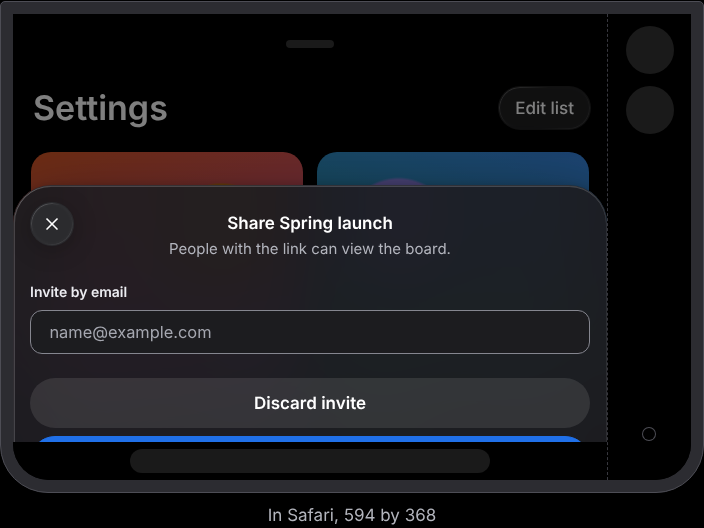 Settings
Edit list
Share Spring launch
People with the link can view the board.
Invite by email
name@example.com
Discard invite
In Safari, 594 by 368